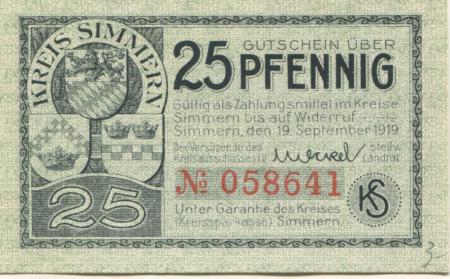 KREIS SIMMERN
GUTSCHEIN ÜBER
25 PFENNIG
Gültig als Zahlungsmittel im Kreise
Simmern bis auf Widerruf
Simmern, den 19. September 1919.
Der Vorsitzende des
Kreisausschusses
stellv.
Landrat.
№ 058641
25
Unter Garantie des Kreises
(Kreissparkasse) Simmern.
KS
3-